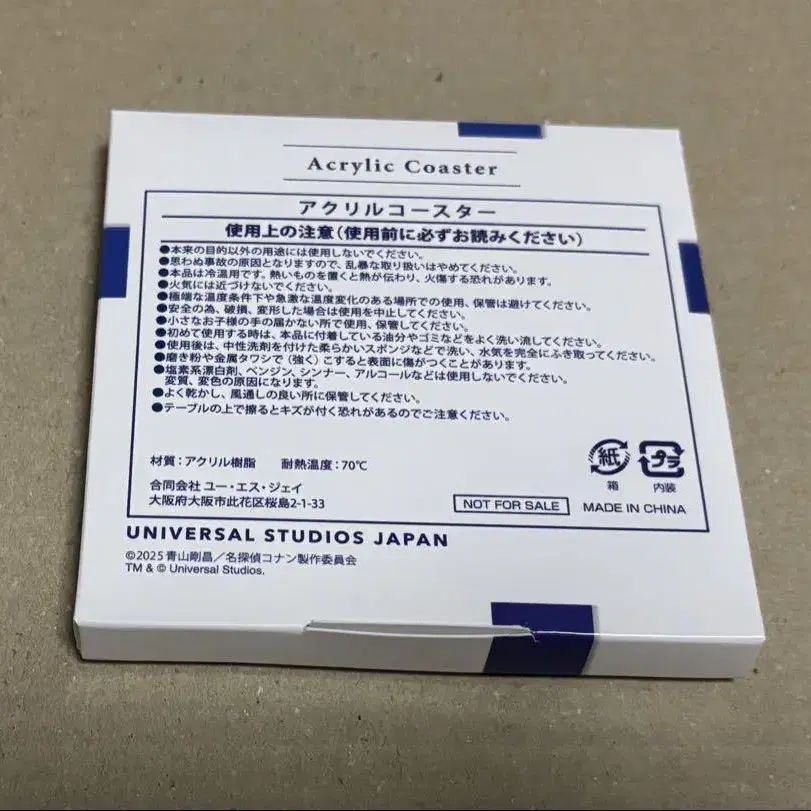 Acrylic Coaster
アクリルコースター
使用上の注意(使用前に必ずお読みください)
●本来の目的以外の用途には使用しないでください。
●思わぬ事故の原因となりますので、乱暴な取り扱いはやめてください。
●本品は冷温用です。熱いものを置くと熱が伝わり、火傷する恐れがあります。
●火気には近づけないでください。
●極端な温度条件下や急激な温度変化のある場所での使用、保管は避けてください。
●安全の為、破損、変形した場合は使用を中止してください。
●小さなお子様の手の届かない所で使用、保管してください。
●初めて使用する時は、本品に付着している油分やゴミなどをよく洗い流してください。
●使用後は、中性洗剤を付けた柔らかいスポンジなどで洗い、水気を完全にふき取ってください。
●磨き粉や金属タワシで(強く)こすると表面に傷がつくことがあります。
●塩素系漂白剤、ベンジン、シンナー、アルコールなどは使用しないでください。
変質、変色の原因になります。
●よく乾かし、風通しの良い所に保管してください。
●テーブルの上で擦るとキズが付く恐れがあるのでご注意ください。
材質:アクリル樹脂 耐熱温度:70℃
紙 プラ
箱 内装
合同会社 ユー・エス・ジェイ
大阪府大阪市此花区桜島2-1-33
NOT FOR SALE MADE IN CHINA
UNIVERSAL STUDIOS JAPAN
©2025 青山剛昌/名探偵コナン製作委員会
TM & © Universal Studios.